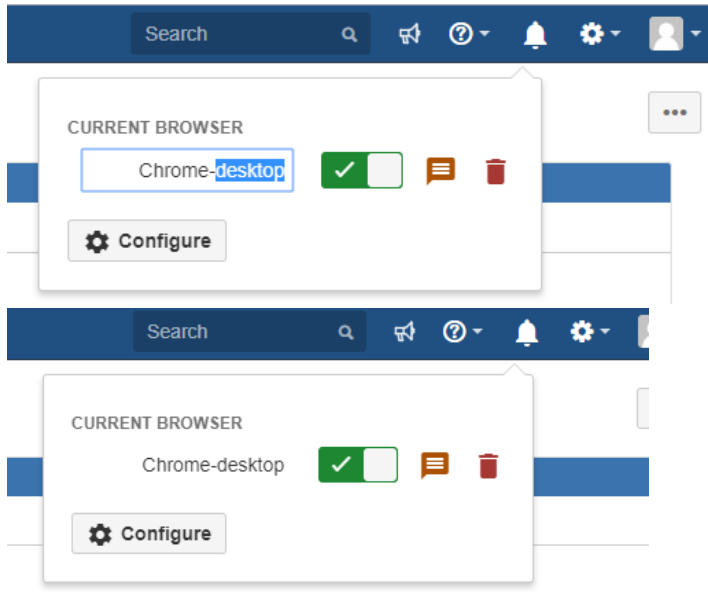 Search
CURRENT BROWSER
Chrome-desktop
Configure
Search
CURRENT BROWSER
Chrome-desktop
Configure